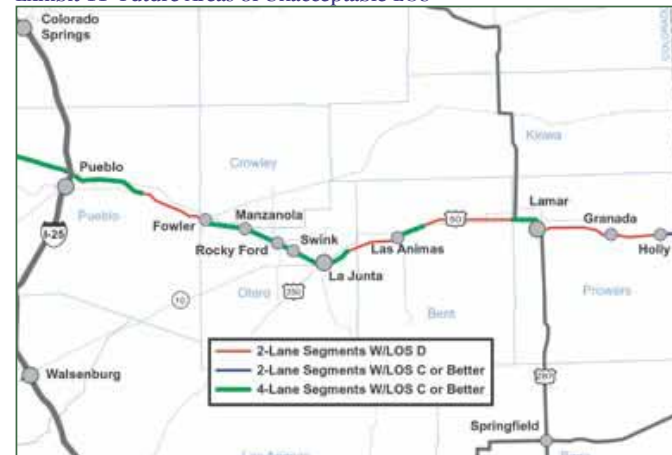 Colorado
Springs
COLORADO
Kiowa
Crowley
Pueblo
Lamar
Pueblo
Manzanola
Granada
Fowler
50
I-25
Swink
Rocky Ford
Las Animas
Holly
La Junta
10
Otero
350
Prowers
Bent
2-Lane Segments W/LOS D
2-Lane Segments W/LOS C or Better
4-Lane Segments W/LOS C or Better
Walsenburg
287
Springfield